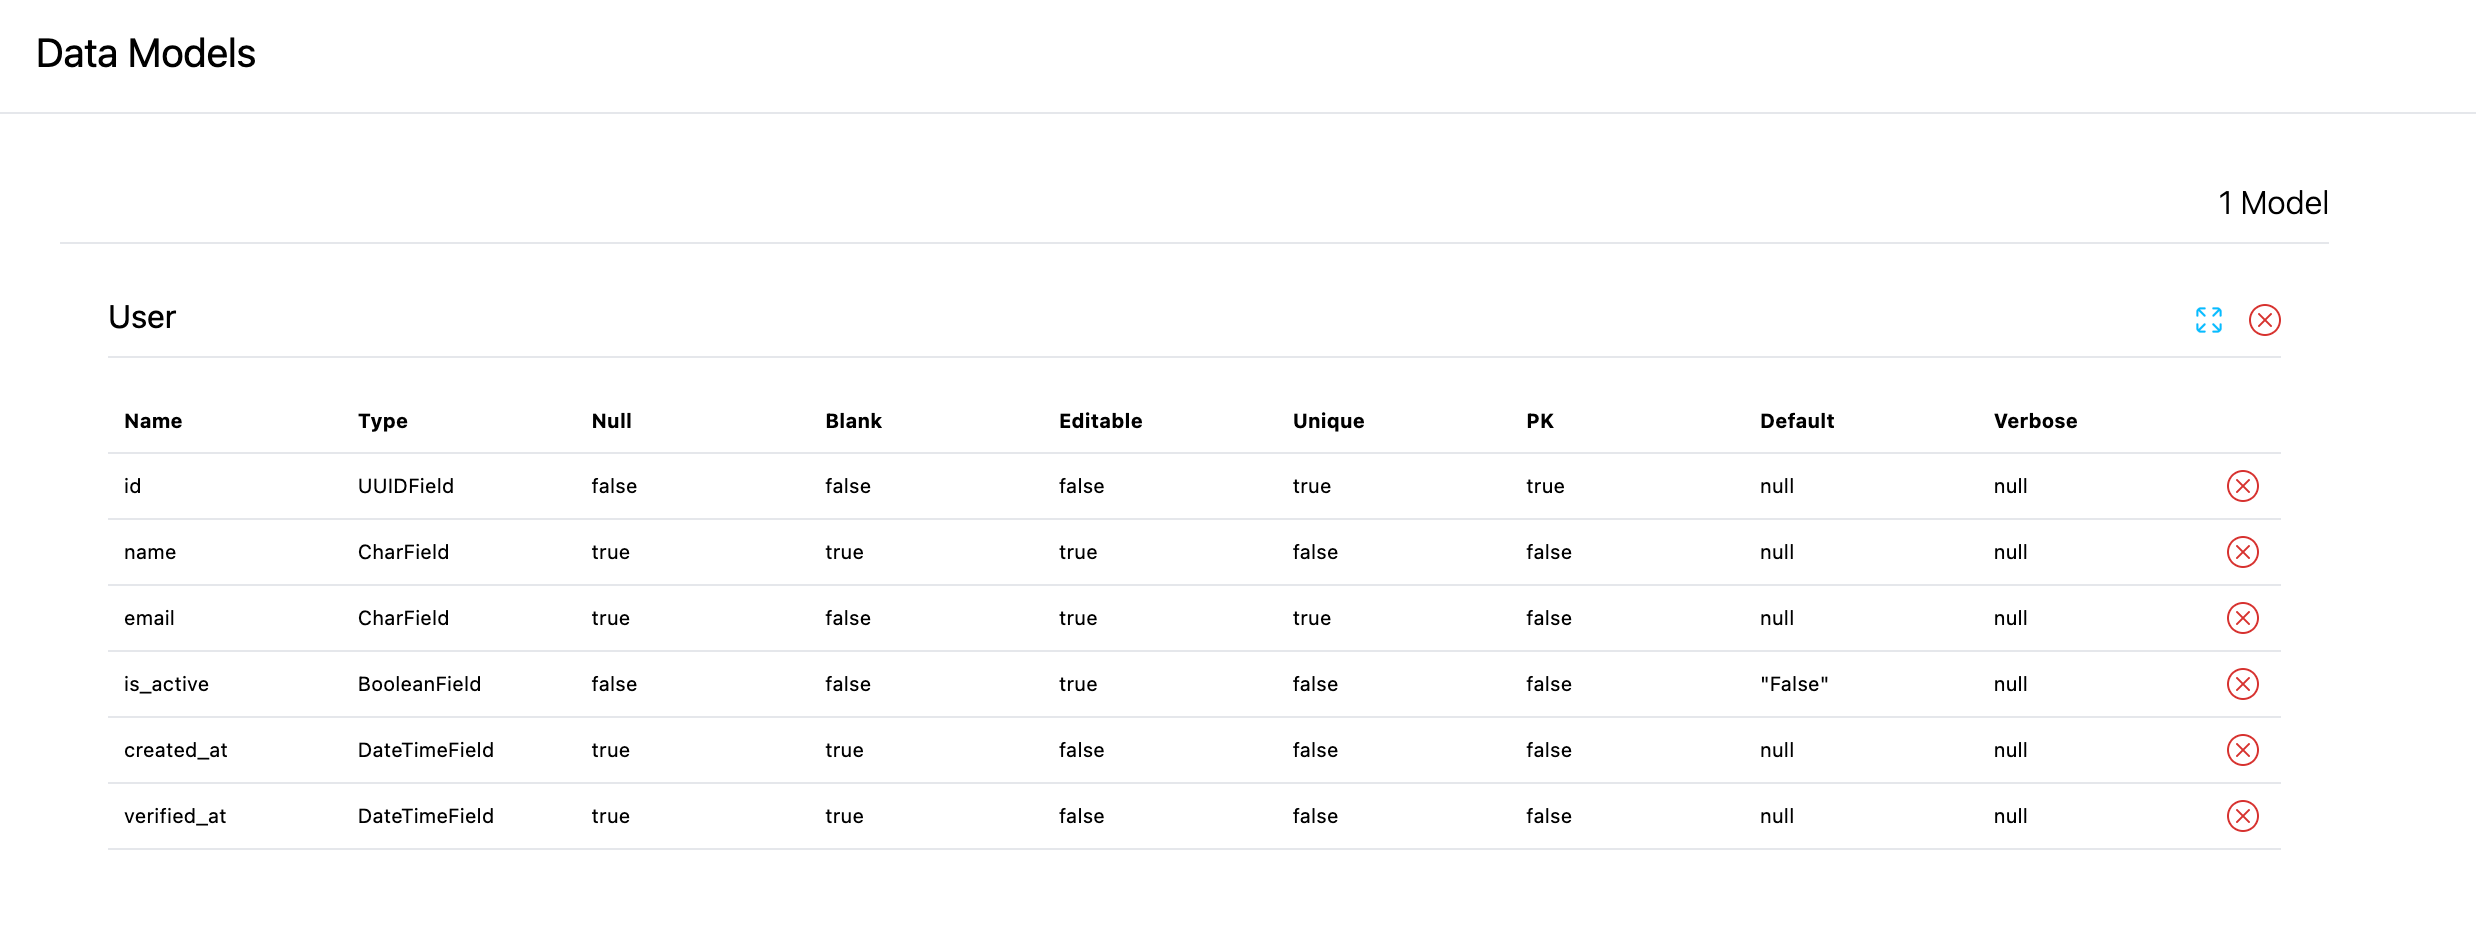 Data Models
1 Model
User
Name Type Null Blank Editable Unique PK Default Verbose
id UUIDField false false false true true null null
name CharField true true true false false null null
email CharField true false true true false null null
is_active BooleanField false false true false false "False" null
created_at DateTimeField true true false false false null null
verified_at DateTimeField true true false false false null null